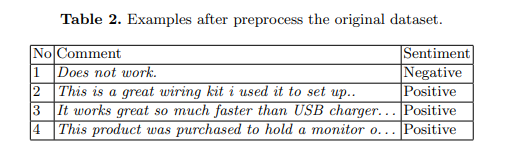 Table 2. Examples after preprocess the original dataset.
No Comment Sentiment
1 Does not work. Negative
2 This is a great wiring kit i used it to set up.. Positive
3 It works great so much faster than USB charger... Positive
4 This product was purchased to hold a monitor o... Positive